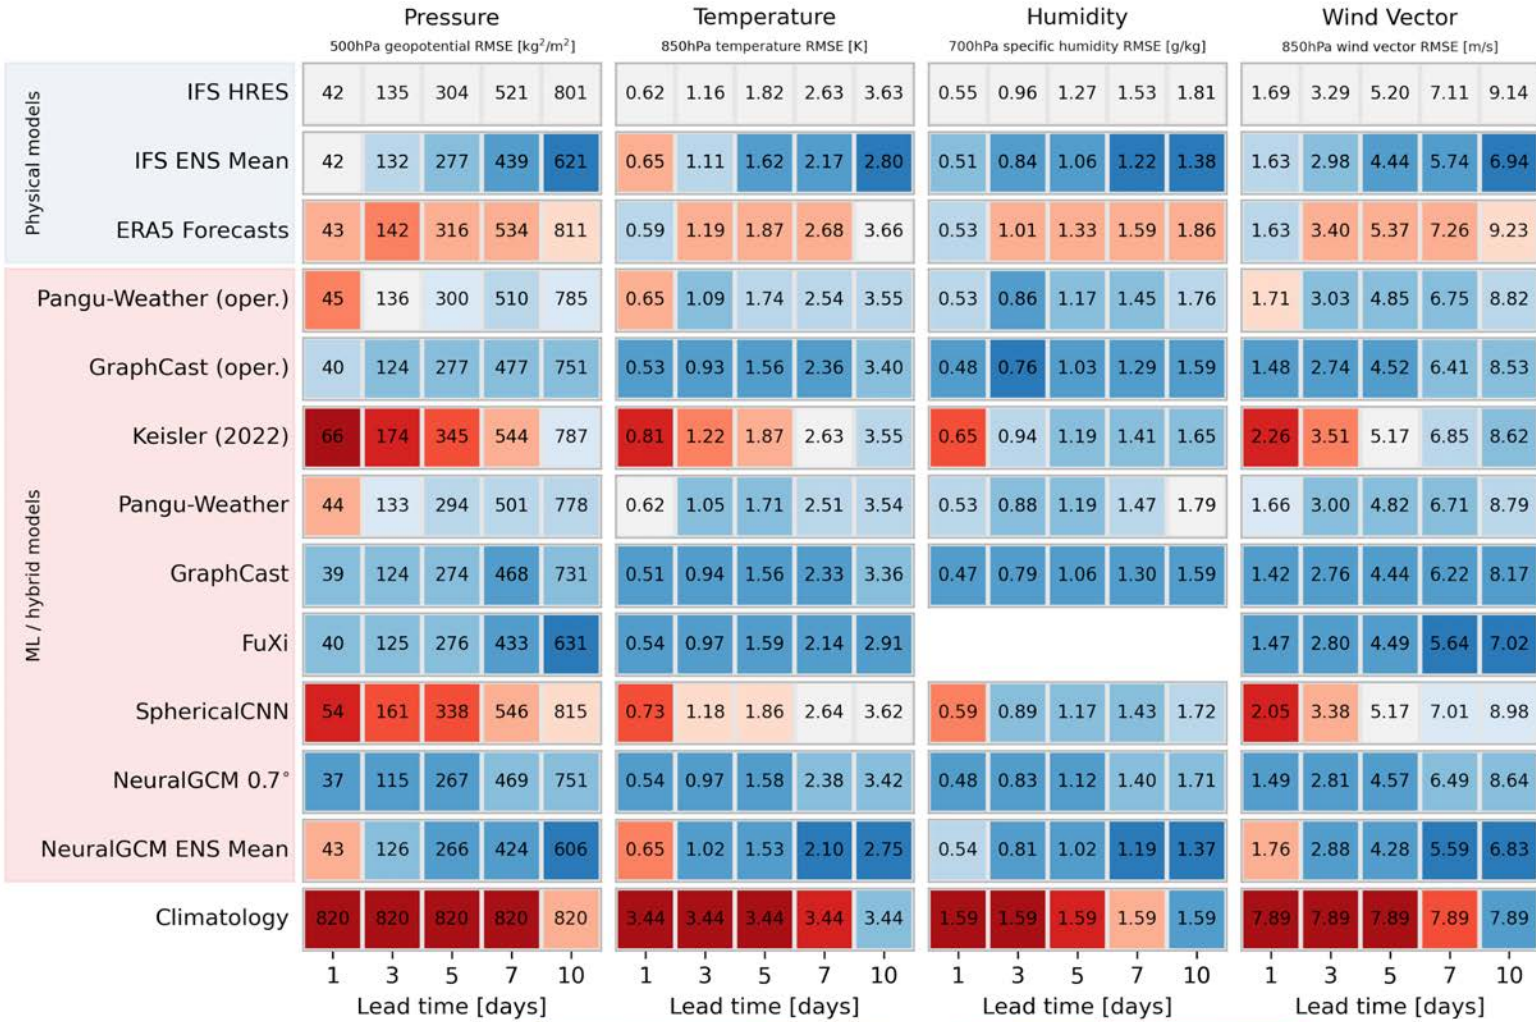 Pressure Temperature Humidity Wind Vector
500hPa geopotential RMSE [kg²/m²] 850hPa temperature RMSE [K] 700hPa specific humidity RMSE [g/kg] 850hPa wind vector RMSE [m/s]
Physical models
IFS HRES 42 135 304 521 801 0.62 1.16 1.82 2.63 3.63 0.55 0.96 1.27 1.53 1.81 1.69 3.29 5.20 7.11 9.14
IFS ENS Mean 42 132 277 439 621 0.65 1.11 1.62 2.17 2.80 0.51 0.84 1.06 1.22 1.38 1.63 2.98 4.44 5.74 6.94
ERA5 Forecasts 43 142 316 534 811 0.59 1.19 1.87 2.68 3.66 0.53 1.01 1.33 1.59 1.86 1.63 3.40 5.37 7.26 9.23
ML / hybrid models
Pangu-Weather (oper.) 45 136 300 510 785 0.65 1.09 1.74 2.54 3.55 0.53 0.86 1.17 1.45 1.76 1.71 3.03 4.85 6.75 8.82
GraphCast (oper.) 40 124 277 477 751 0.53 0.93 1.56 2.36 3.40 0.48 0.76 1.03 1.29 1.59 1.48 2.74 4.52 6.41 8.53
Keisler (2022) 66 174 345 544 787 0.81 1.22 1.87 2.63 3.55 0.65 0.94 1.19 1.41 1.65 2.26 3.51 5.17 6.85 8.62
Pangu-Weather 44 133 294 501 778 0.62 1.05 1.71 2.51 3.54 0.53 0.88 1.19 1.47 1.79 1.66 3.00 4.82 6.71 8.79
GraphCast 39 124 274 468 731 0.51 0.94 1.56 2.33 3.36 0.47 0.79 1.06 1.30 1.59 1.42 2.76 4.44 6.22 8.17
FuXi 40 125 276 433 631 0.54 0.97 1.59 2.14 2.91 1.47 2.80 4.49 5.64 7.02
SphericalCNN 54 161 338 546 815 0.73 1.18 1.86 2.64 3.62 0.59 0.89 1.17 1.43 1.72 2.05 3.38 5.17 7.01 8.98
NeuralGCM 0.7° 37 115 267 469 751 0.54 0.97 1.58 2.38 3.42 0.48 0.83 1.12 1.40 1.71 1.49 2.81 4.57 6.49 8.64
NeuralGCM ENS Mean 43 126 266 424 606 0.65 1.02 1.53 2.10 2.75 0.54 0.81 1.02 1.19 1.37 1.76 2.88 4.28 5.59 6.83
Climatology 820 820 820 820 820 3.44 3.44 3.44 3.44 3.44 1.59 1.59 1.59 1.59 1.59 7.89 7.89 7.89 7.89 7.89
1 3 5 7 10 1 3 5 7 10 1 3 5 7 10 1 3 5 7 10
Lead time [days] Lead time [days] Lead time [days] Lead time [days]